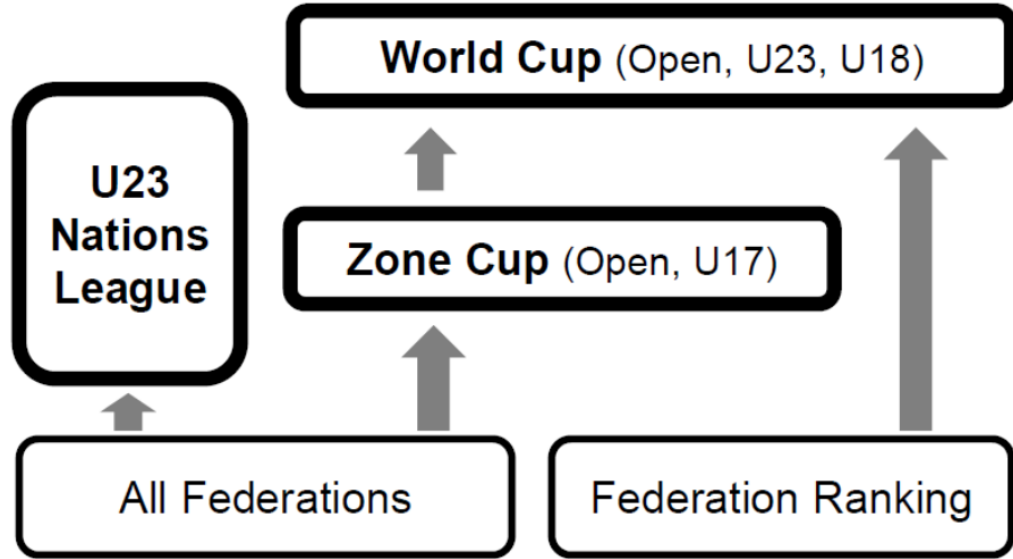 World Cup (Open, U23, U18)
U23
Nations
League
Zone Cup (Open, U17)
All Federations
Federation Ranking